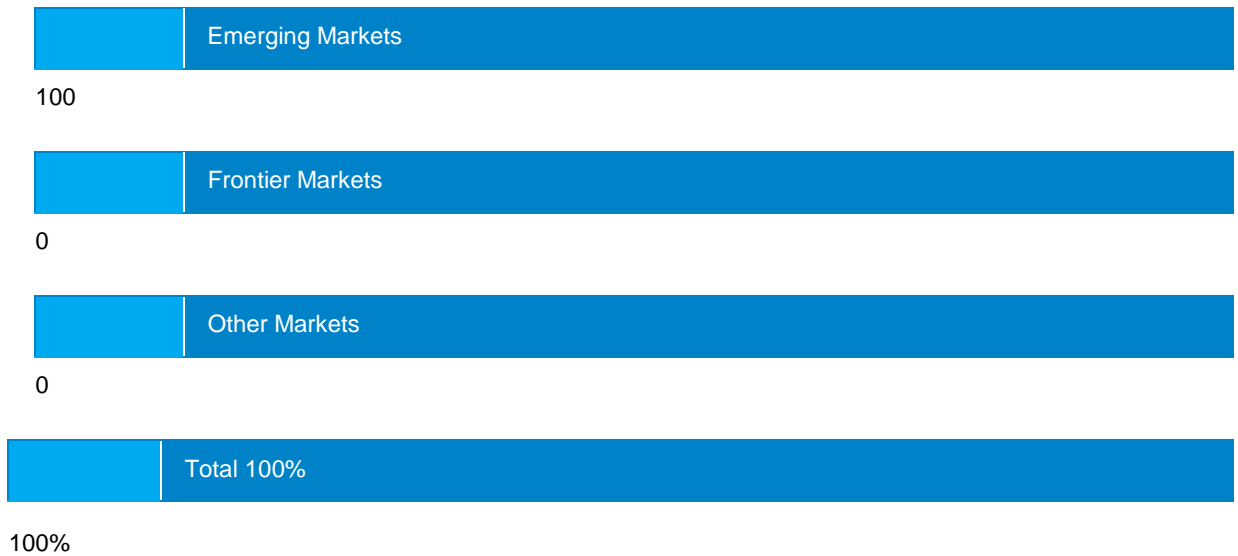 Emerging Markets
100
Frontier Markets
0
Other Markets
0
Total 100%
100%